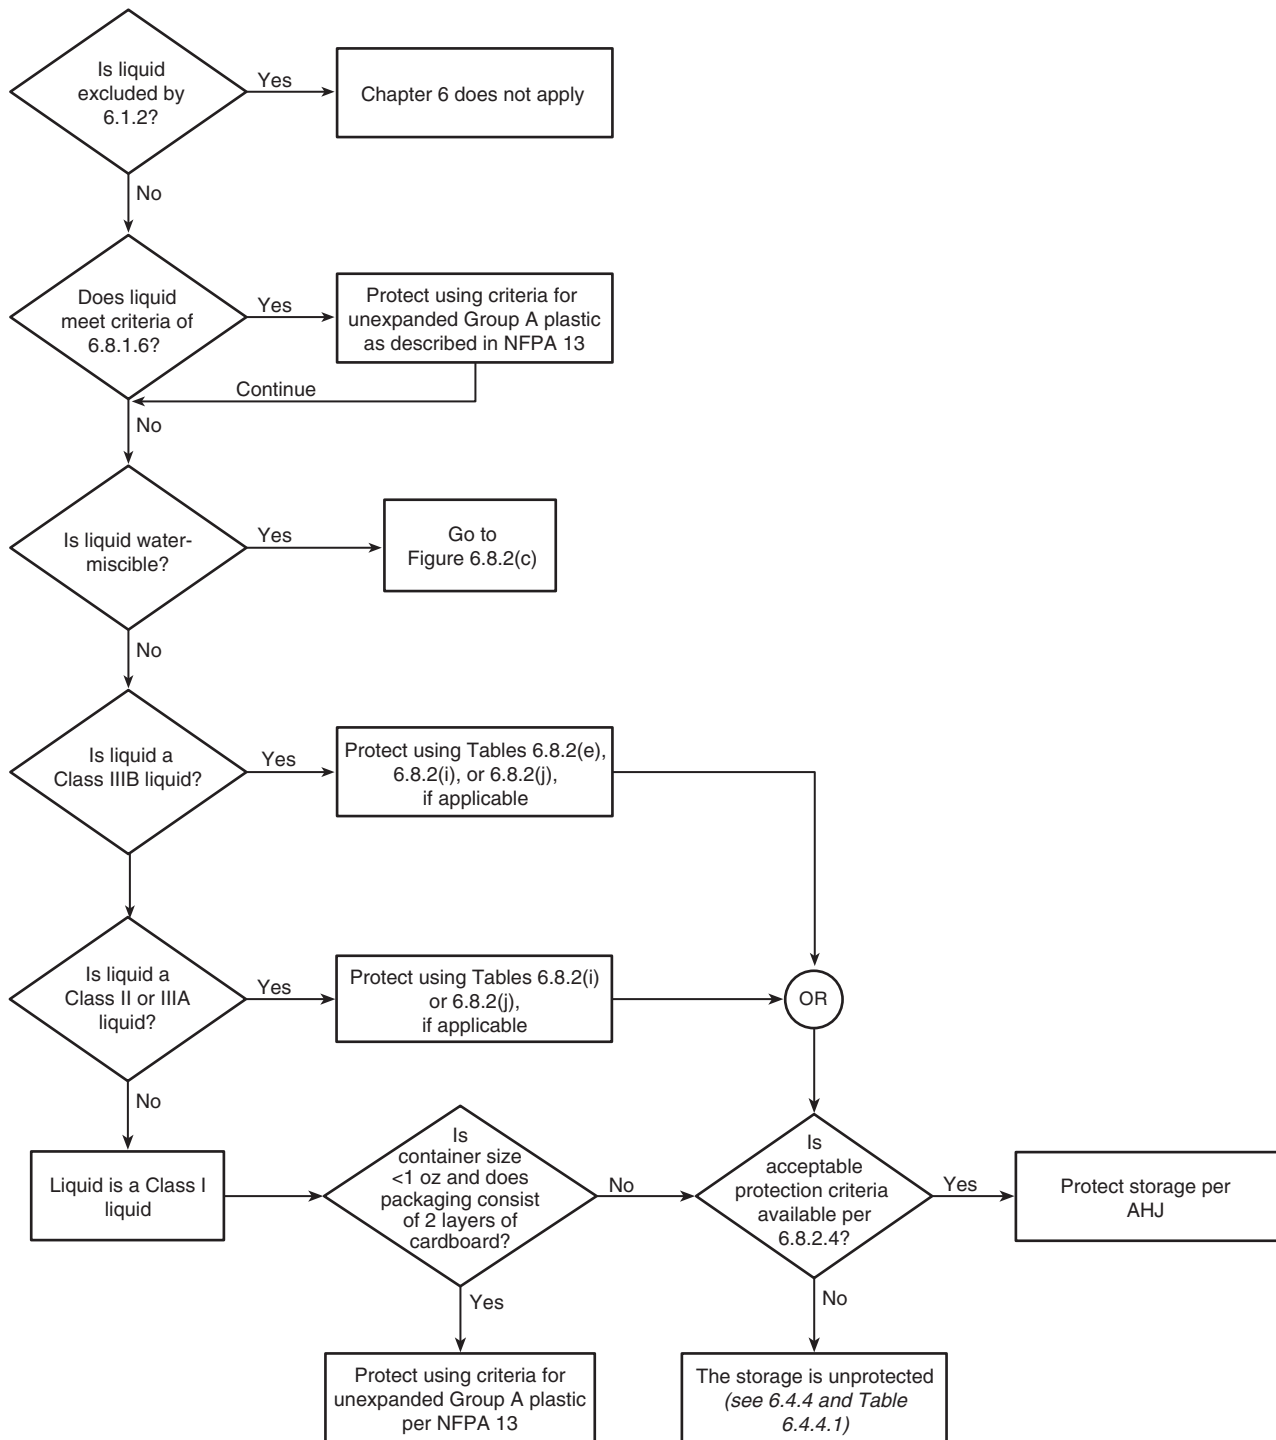 Is liquid
excluded by
6.1.2?
Yes
Chapter 6 does not apply
No
Does liquid
meet criteria of
6.8.1.6?
Yes
Protect using criteria for
unexpanded Group A plastic
as described in NFPA 13
Continue
No
Is liquid water-
miscible?
Yes
Go to
Figure 6.8.2(c)
No
Is liquid a
Class IIIB liquid?
Yes
Protect using Tables 6.8.2(e),
6.8.2(i), or 6.8.2(j),
if applicable
Is liquid a
Class II or IIIA
liquid?
Yes
Protect using Tables 6.8.2(i)
or 6.8.2(j),
if applicable
OR
No
Liquid is a Class I
liquid
Is
container size
<1 oz and does
packaging consist
of 2 layers of
cardboard?
No
Is
acceptable
protection criteria
available per
6.8.2.4?
Yes
Protect storage per
AHJ
Yes
No
Protect using criteria for
unexpanded Group A plastic
per NFPA 13
The storage is unprotected
(see 6.4.4 and Table
6.4.4.1)